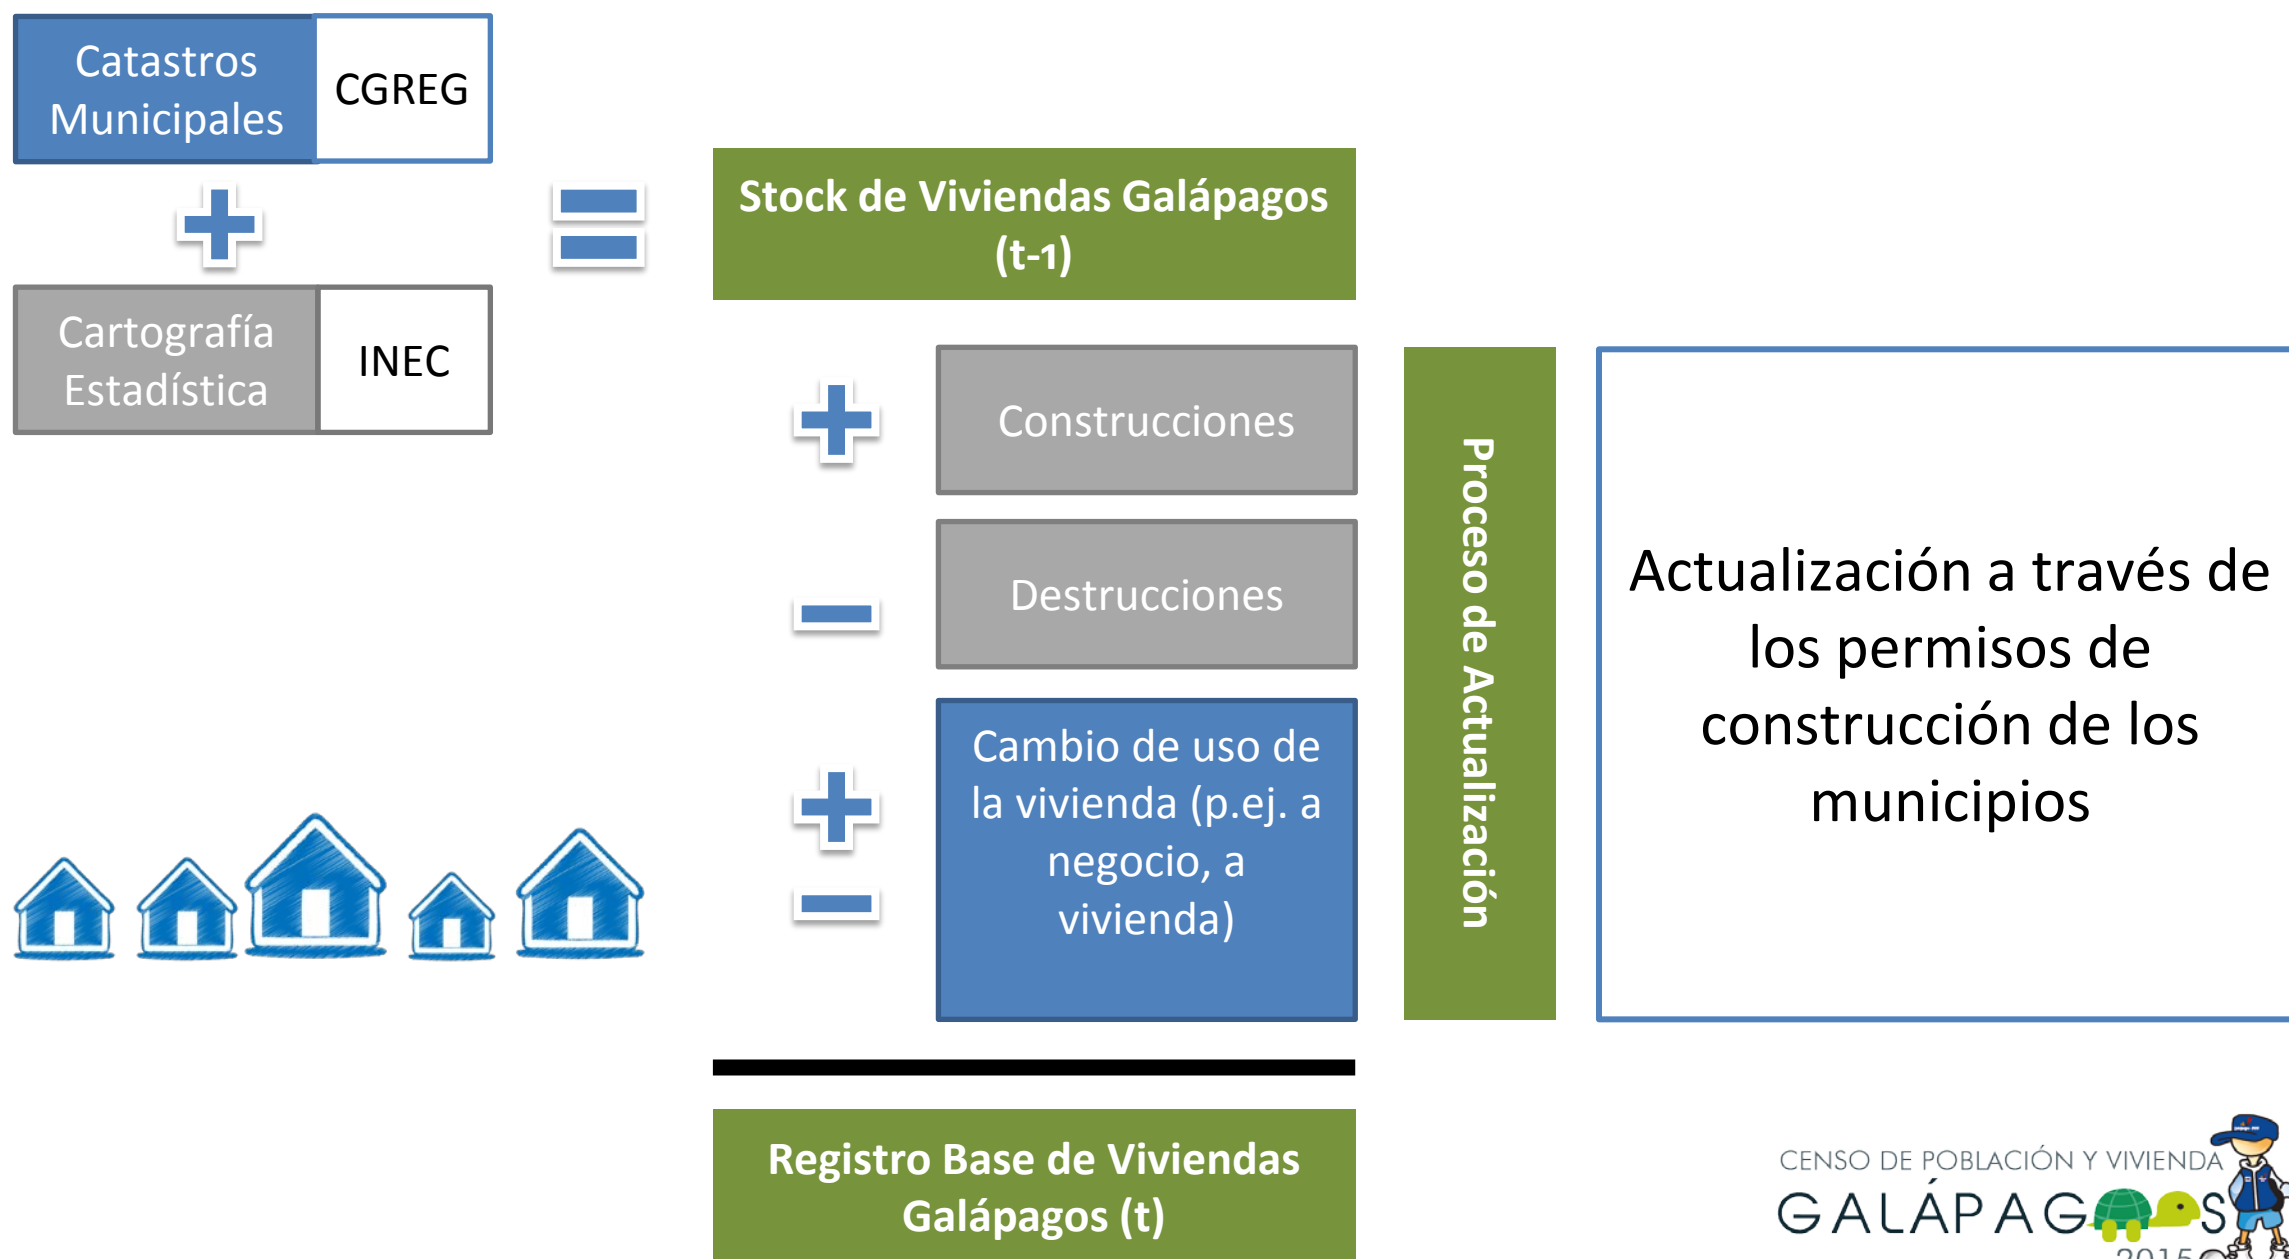 Catastros
Municipales
CGREG
Cartografía
Estadística
INEC
Stock de Viviendas Galápagos
(t-1)
Construcciones
Destrucciones
Cambio de uso de
la vivienda (p.ej. a
negocio, a
vivienda)
Proceso de Actualización
Actualización a través de
los permisos de
construcción de los
municipios
Registro Base de Viviendas
Galápagos (t)
CENSO DE POBLACIÓN Y VIVIENDA
GALÁPAGOS
2015